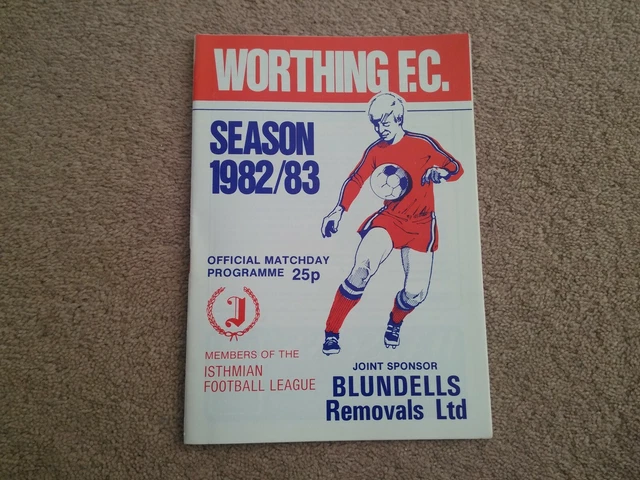 WORTHING F.C.
SEASON
1982/83
OFFICIAL MATCHDAY
PROGRAMME 25p
I
MEMBERS OF THE
ISTHMIAN
FOOTBALL LEAGUE
JOINT SPONSOR
BLUNDELLS
Removals Ltd